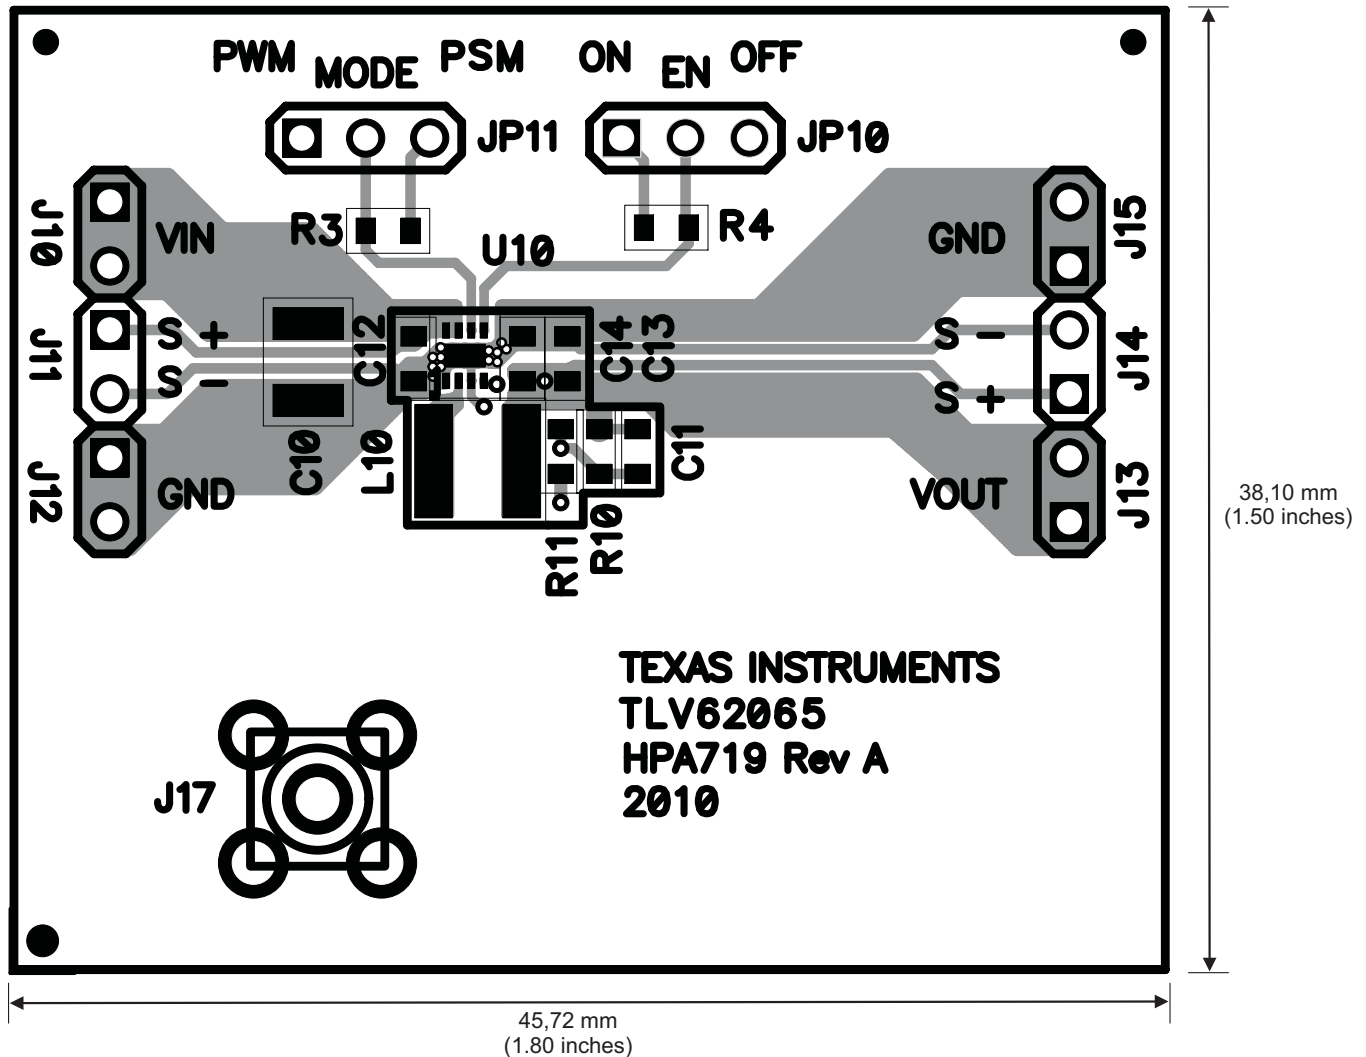 PWM MODE PSM ON EN OFF
JP11 JP10
J10 VIN R3 U10 R4 GND J15
J11 S + C12 C14 C13 S - J14
S - S +
J12 GND C10 L10 C11 VOUT J13
R11 R10
38,10 mm
(1.50 inches)
TEXAS INSTRUMENTS
TLV62065
HPA719 Rev A
2010
J17
45,72 mm
(1.80 inches)